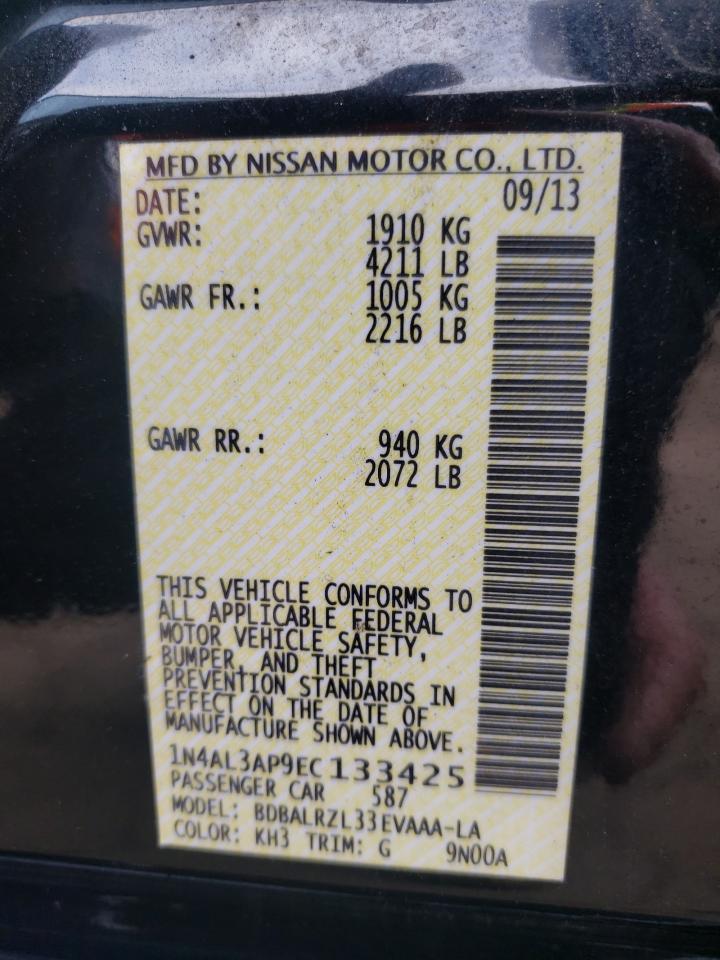 MFD BY NISSAN MOTOR CO., LTD.
DATE: 09/13
GVWR: 1910 KG
4211 LB
GAWR FR.: 1005 KG
2216 LB
GAWR RR.: 940 KG
2072 LB
THIS VEHICLE CONFORMS TO
ALL APPLICABLE FEDERAL
MOTOR VEHICLE SAFETY,
BUMPER, AND THEFT
PREVENTION STANDARDS IN
EFFECT ON THE DATE OF
MANUFACTURE SHOWN ABOVE.
1N4AL3AP9EC133425
PASSENGER CAR 587
MODEL: BDBALRZL33EVAAA-LA
COLOR: KH3 TRIM: G 9N00A